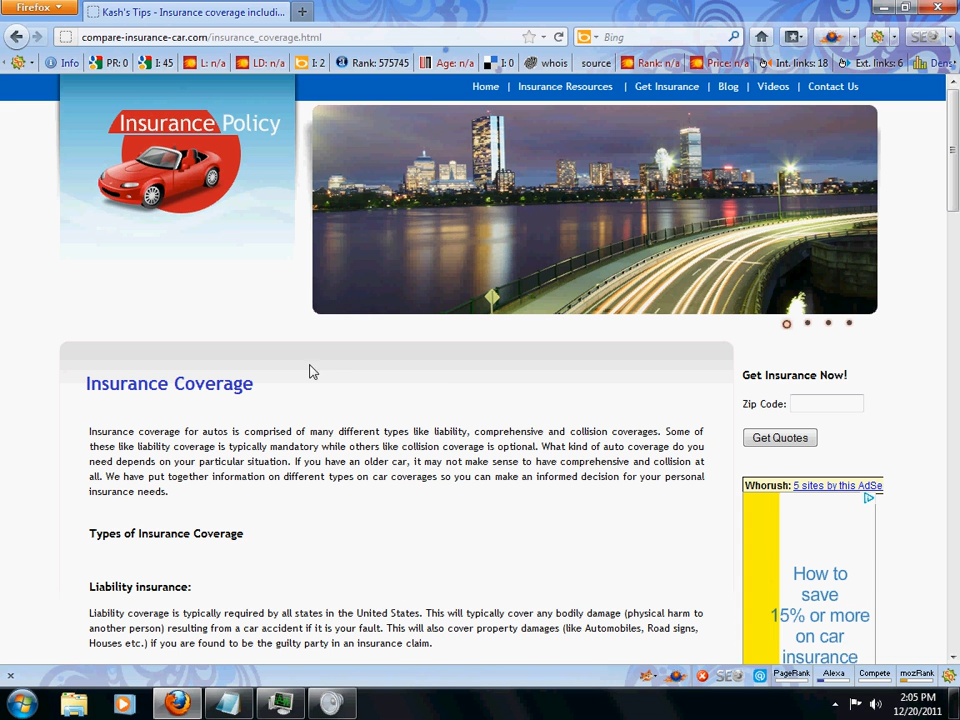 Firefox
Kash's Tips - Insurance coverage includi...
compare-insurance-car.com/insurance_coverage.html
Bing
Info
PR: 0
I: 45
L: n/a
LD: n/a
I: 2
Rank: 575745
Age: n/a
I: 0
whois
source
Rank: n/a
Price: n/a
Int. links: 18
Ext. links: 6
Dens
Home | Insurance Resources | Get Insurance | Blog | Videos | Contact Us
Insurance Policy
Insurance Coverage
Insurance coverage for autos is comprised of many different types like liability, comprehensive and collision coverages. Some of
these like liability coverage is typically mandatory while others like collision coverage is optional. What kind of auto coverage do you
need depends on your particular situation. If you have an older car, it may not make sense to have comprehensive and collision at
all. We have put together information on different types on car coverages so you can make an informed decision for your personal
insurance needs.
Types of Insurance Coverage
Liability insurance:
Liability coverage is typically required by all states in the United States. This will typically cover any bodily damage (physical harm to
another person) resulting from a car accident if it is your fault. This will also cover property damages (like Automobiles, Road signs,
Houses etc.) if you are found to be the guilty party in an insurance claim.
Get Insurance Now!
Zip Code:
Get Quotes
Whorush: 5 sites by this AdSe
How to
save
15% or more
on car
insurance
PageRank
Alexa
Compete
mozRank
2:05 PM
12/20/2011